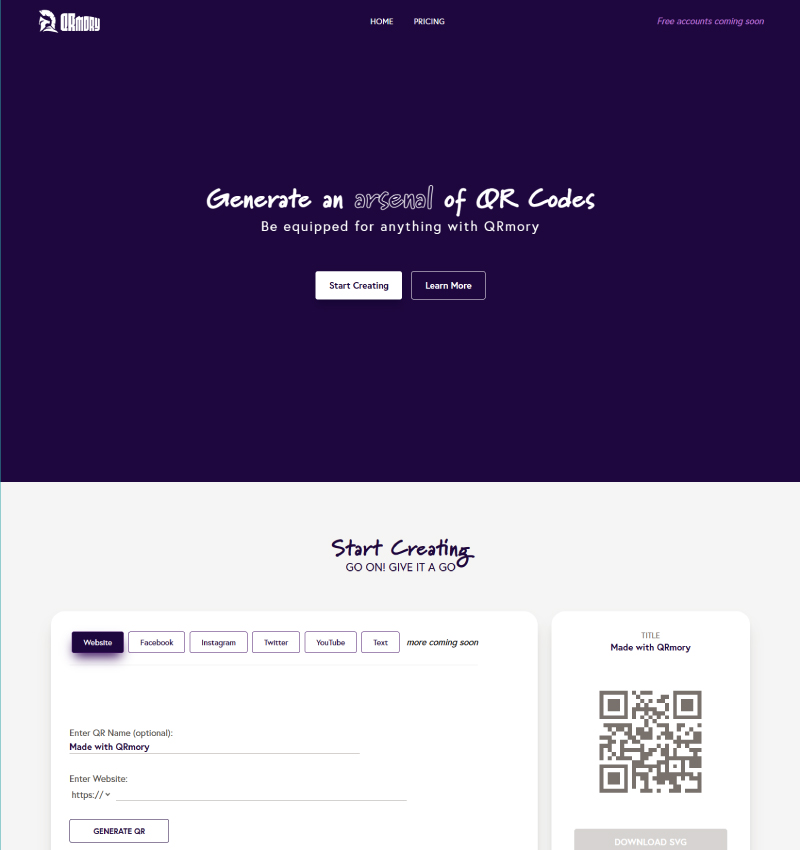 QRmory
HOME PRICING Free accounts coming soon
Generate an arsenal of QR Codes
Be equipped for anything with QRmory
Start Creating Learn More
Start Creating
GO ON! GIVE IT A GO
Website Facebook Instagram Twitter YouTube Text more coming soon
Enter QR Name (optional):
Made with QRmory
Enter Website:
https://
GENERATE QR
TITLE
Made with QRmory
DOWNLOAD SVG